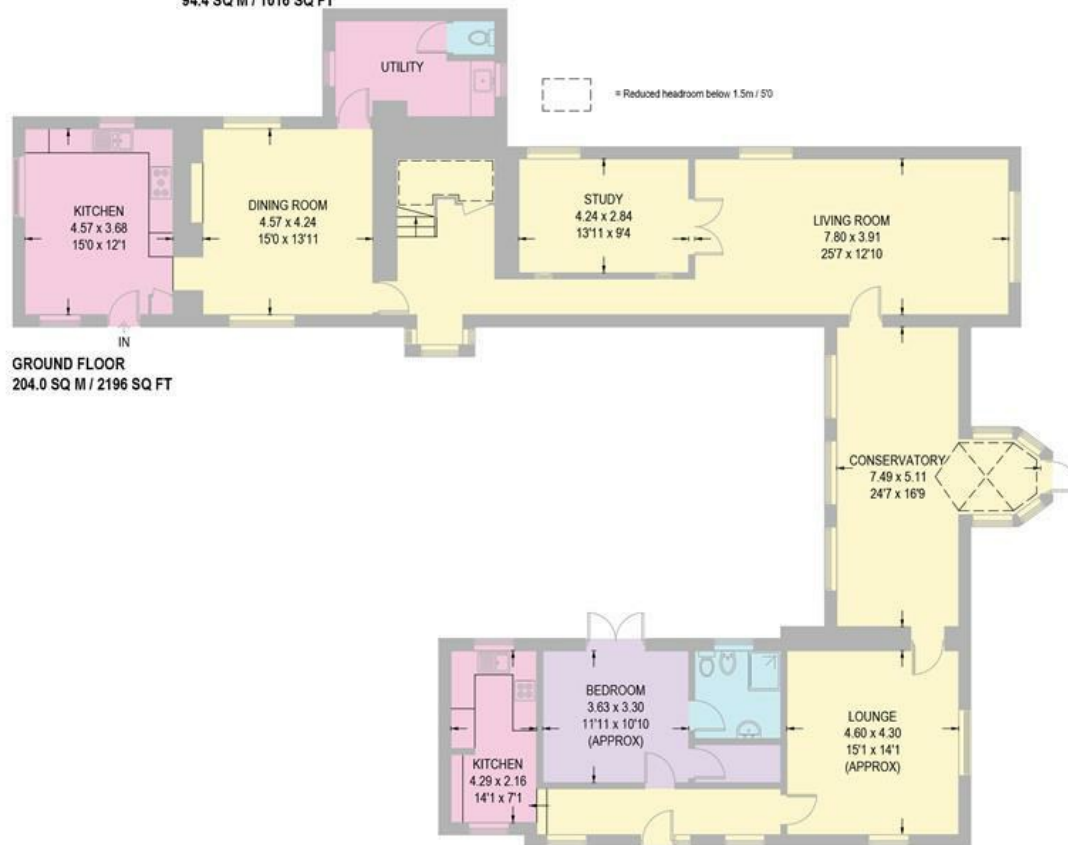 94.4 SQ M / 1016 SQ FT
UTILITY
= Reduced headroom below 1.5m / 5'0
KITCHEN
4.57 x 3.68
15'0 x 12'1
DINING ROOM
4.57 x 4.24
15'0 x 13'11
STUDY
4.24 x 2.84
13'11 x 9'4
LIVING ROOM
7.80 x 3.91
25'7 x 12'10
IN
GROUND FLOOR
204.0 SQ M / 2196 SQ FT
CONSERVATORY
7.49 x 5.11
24'7 x 16'9
BEDROOM
3.63 x 3.30
11'11 x 10'10
(APPROX)
LOUNGE
4.60 x 4.30
15'1 x 14'1
(APPROX)
KITCHEN
4.29 x 2.16
14'1 x 7'1